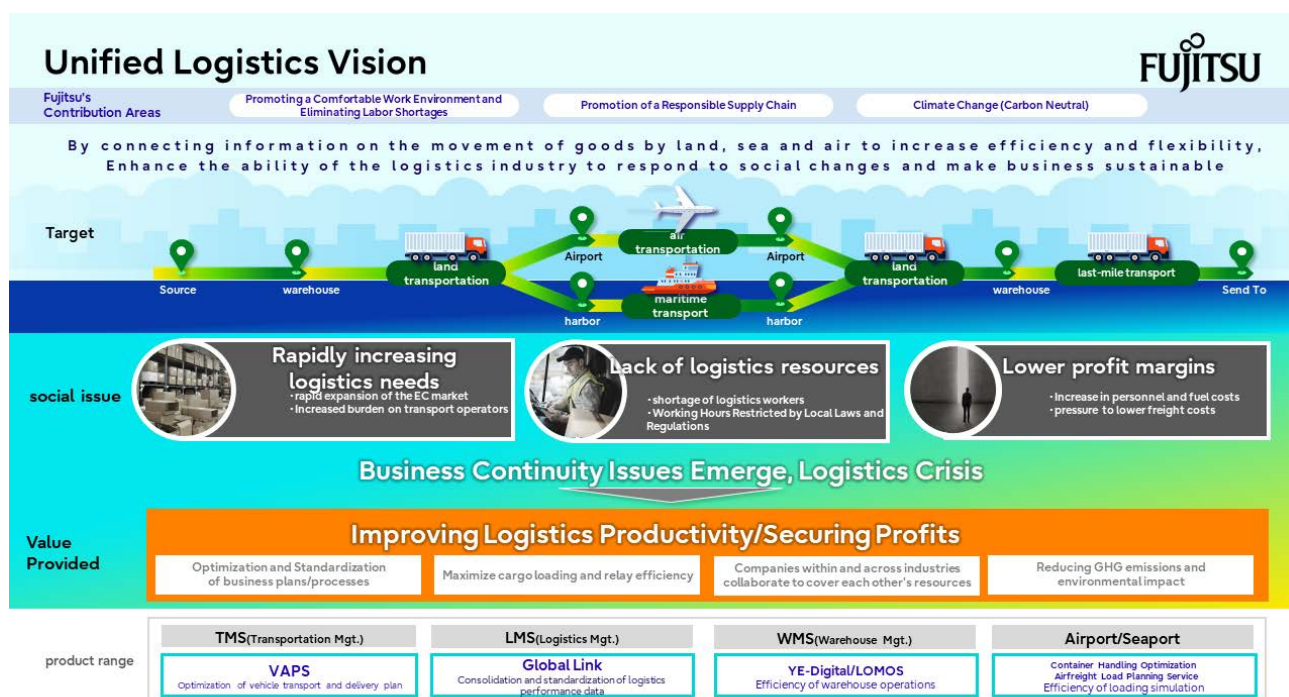 Unified Logistics Vision
FUJITSU
Fujitsu's
Contribution Areas
Promoting a Comfortable Work Environment and
Eliminating Labor Shortages
Promotion of a Responsible Supply Chain
Climate Change (Carbon Neutral)
By connecting information on the movement of goods by land, sea and air to increase efficiency and flexibility,
Enhance the ability of the logistics industry to respond to social changes and make business sustainable
Target
Source
warehouse
land
transportation
Airport
air
transportation
Airport
harbor
maritime
transport
harbor
land
transportation
warehouse
last-mile transport
Send To
social issue
Rapidly increasing
logistics needs
・rapid expansion of the EC market
・Increased burden on transport operators
Lack of logistics resources
・shortage of logistics workers
・Working Hours Restricted by Local Laws and
Regulations
Lower profit margins
・Increase in personnel and fuel costs
・pressure to lower freight costs
Business Continuity Issues Emerge, Logistics Crisis
Value
Provided
Improving Logistics Productivity/Securing Profits
Optimization and Standardization
of business plans/processes
Maximize cargo loading and relay efficiency
Companies within and across industries
collaborate to cover each other's resources
Reducing GHG emissions and
environmental impact
product range
TMS(Transportation Mgt.)
VAPS
Optimization of vehicle transport and delivery plan
LMS(Logistics Mgt.)
Global Link
Consolidation and standardization of logistics
performance data
WMS(Warehouse Mgt.)
YE-Digital/LOMOS
Efficiency of warehouse operations
Airport/Seaport
Container Handling Optimization
Airfreight Load Planning Service
Efficiency of loading simulation